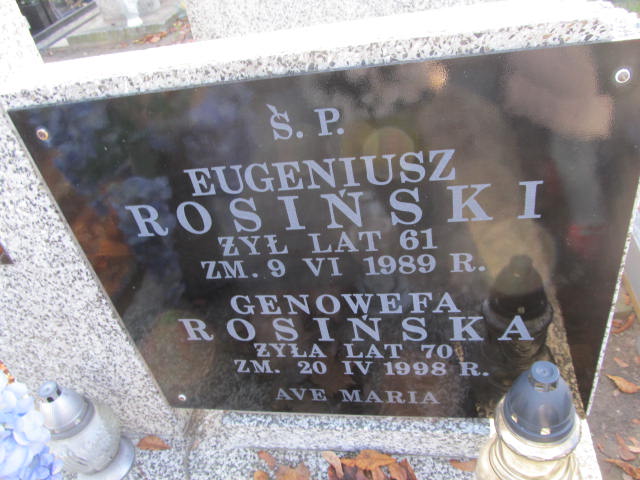 Ś. P.
EUGENIUSZ
ROSIŃSKI
ŻYŁ LAT 61
ZM. 9 VI 1989 R.
GENOWEFA
ROSIŃSKA
ŻYŁA LAT 70
ZM. 20 IV 1998 R.
AVE MARIA